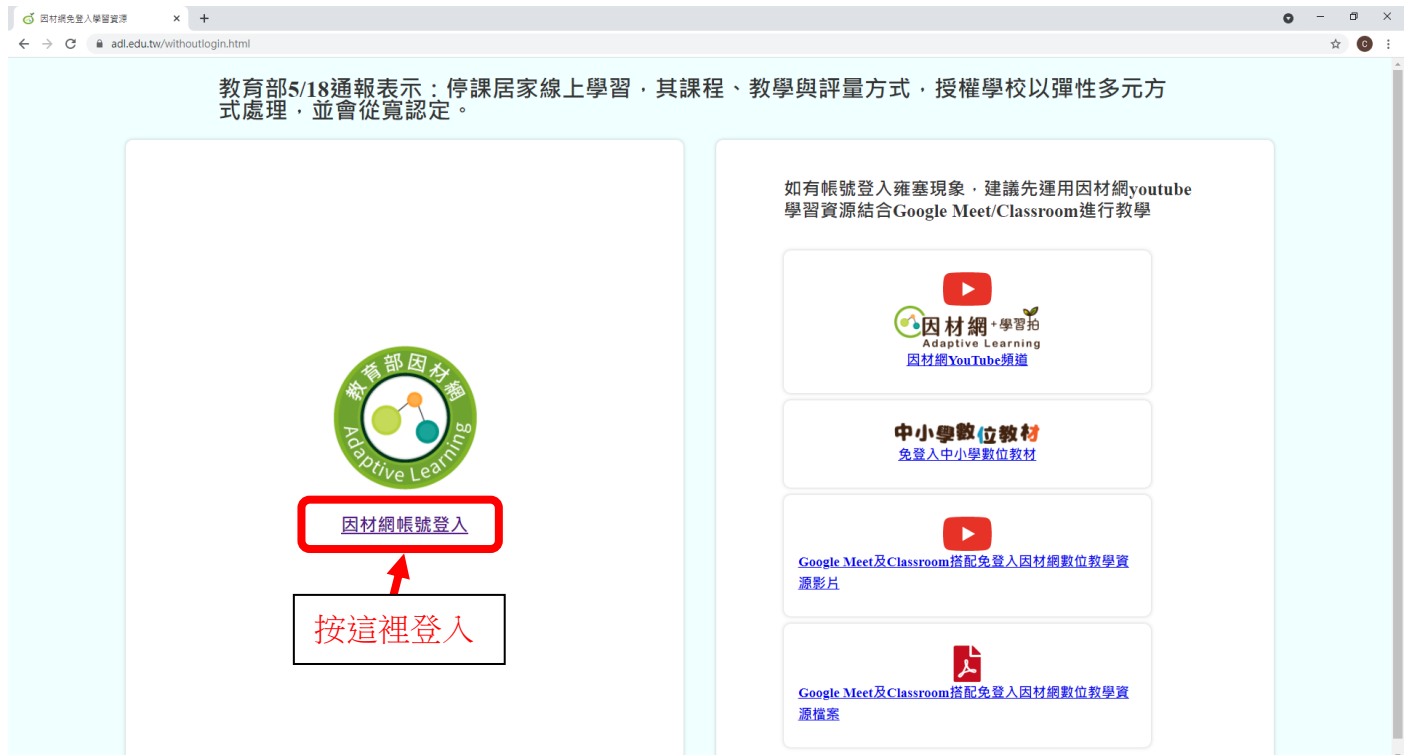 因材網免登入學習資源
adl.edu.tw/withoutlogin.html
C
教育部5/18通報表示：停課居家線上學習，其課程、教學與評量方式，授權學校以彈性多元方
式處理，並會從寬認定。
教育部因材網
Adaptive Learning
因材網帳號登入
按這裡登入
如有帳號登入雍塞現象，建議先運用因材網youtube
學習資源結合Google Meet/Classroom進行教學
因材網+學習拍
Adaptive Learning
因材網YouTube頻道
中小學數位教材
免登入中小學數位教材
Google Meet及Classroom搭配免登入因材網數位教學資
源影片
Google Meet及Classroom搭配免登入因材網數位教學資
源檔案